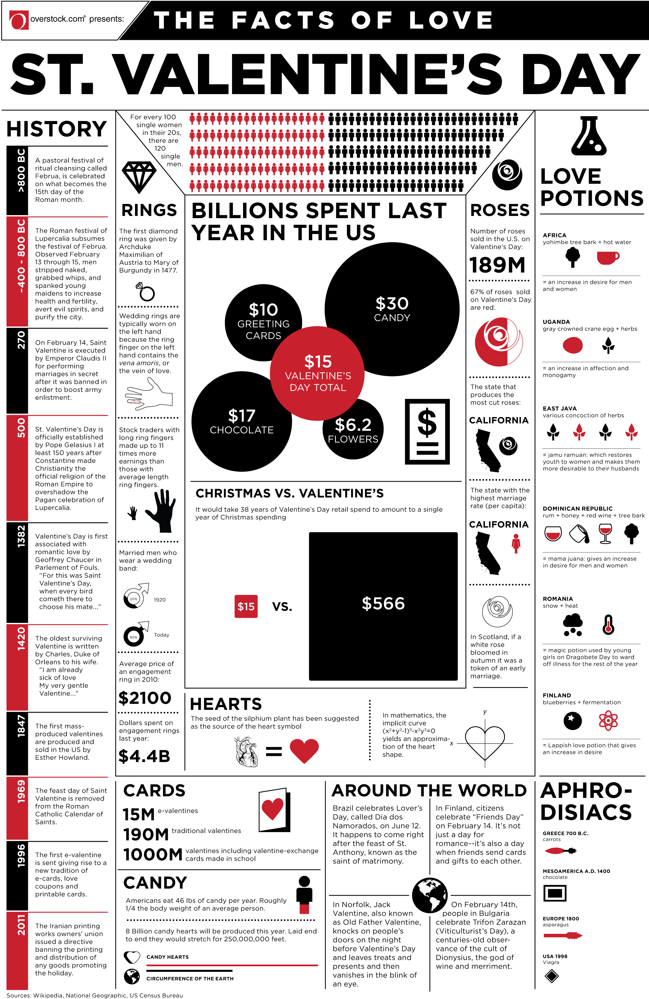 overstock.com® presents:
THE FACTS OF LOVE
ST. VALENTINE'S DAY
HISTORY
>800 BC
A pastoral festival of
ritual cleansing called
Februa, is celebrated
on what becomes the
15th day of the
Roman month.
~400 - 800 BC
The Roman festival of
Lupercalia subsumes
the festival of Februa.
Observed February
13 through 15, men
stripped naked,
grabbed whips, and
spanked young
maidens to increase
health and fertility,
avert evil spirits, and
purify the city.
270
On February 14, Saint
Valentine is executed
by Emperor Claudis II
for performing
marriages in secret
after it was banned in
order to boost army
enlistment.
500
St. Valentine's Day is
officially established
by Pope Gelasius I at
least 150 years after
Constantine made
Christianity the
official religion of the
Roman Empire to
overshadow the
Pagan celebration of
Lupercalia.
1382
Valentine's Day is first
associated with
romantic love by
Geoffrey Chaucer in
Parlement of Fouls.
"For this was Saint
Valentine's Day,
when every bird
cometh there to
choose his mate..."
1420
The oldest surviving
Valentine is written
by Charles, Duke of
Orleans to his wife.
"I am already
sick of love
My very gentle
Valentine..."
1847
The first mass-
produced valentines
are produced and
sold in the US by
Esther Howland.
1969
The feast day of Saint
Valentine is removed
from the Roman
Catholic Calendar of
Saints.
1996
The first e-valentine
is sent giving rise to a
new tradition of
e-cards, love
coupons and
printable cards.
2011
The Iranian printing
works owners' union
issued a directive
banning the printing
and distribution of
any goods promoting
the holiday.
For every 100
single women
in their 20s,
there are
120
single
men.
RINGS
The first diamond
ring was given by
Archduke
Maximilian of
Austria to Mary of
Burgundy in 1477.
Wedding rings are
typically worn on
the left hand
because the ring
finger on the left
hand contains the
vena amoris, or
the vein of love.
Stock traders with
long ring fingers
made up to 11
times more
earnings than
those with
average length
ring fingers.
Married men who
wear a wedding
band:
20%
1920
80%
Today
Average price of
an engagement
ring in 2010:
$2100
Dollars spent on
engagement rings
last year:
$4.4B
BILLIONS SPENT LAST
YEAR IN THE US
$10
GREETING
CARDS
$30
CANDY
$15
VALENTINE'S
DAY TOTAL
$17
CHOCOLATE
$6.2
FLOWERS
$
CHRISTMAS VS. VALENTINE'S
It would take 38 years of Valentine's Day retail spend to amount to a single
year of Christmas spending
$15
VS.
$566
ROSES
Number of roses
sold in the U.S. on
Valentine's Day:
189M
67% of roses sold
on Valentine's Day
are red.
The state that
produces the
most cut roses:
CALIFORNIA
The state with the
highest marriage
rate (per capita):
CALIFORNIA
In Scotland, if a
white rose
bloomed in
autumn it was a
token of an early
marriage.
HEARTS
The seed of the silphium plant has been suggested
as the source of the heart symbol
=
In mathematics, the
implicit curve
(x²+y²-1)³-x²y³=0
yields an approxima-
tion of the heart
shape.
y
x
LOVE
POTIONS
AFRICA
yohimbe tree bark + hot water
= an increase in desire for men
and women
UGANDA
gray crowned crane egg + herbs
= an increase in affection and
monogamy
EAST JAVA
various concoction of herbs
= jamu ramuan: which restores
youth to women and makes them
more desirable to their husbands
DOMINICAN REPUBLIC
rum + honey + red wine + tree bark
= mama juana: gives an increase
in desire for men and women
ROMANIA
snow + heat
= magic potion used by young
girls on Dragobete Day to ward
off illness for the rest of the year
FINLAND
blueberries + fermentation
= Lappish love potion that gives
an increase in desire
CARDS
15M e-valentines
190M traditional valentines
1000M valentines including valentine-exchange
cards made in school
CANDY
Americans eat 46 lbs of candy per year. Roughly
1/4 the body weight of an average person.
8 Billion candy hearts will be produced this year. Laid end
to end they would stretch for 250,000,000 feet.
CANDY HEARTS
CIRCUMFERENCE OF THE EARTH
AROUND THE WORLD
Brazil celebrates Lover's
Day, called Dia dos
Namorados, on June 12.
It happens to come right
after the feast of St.
Anthony, known as the
saint of matrimony.
In Finland, citizens
celebrate "Friends Day"
on February 14. It's not
just a day for
romance--it's also a day
when friends send cards
and gifts to each other.
In Norfolk, Jack
Valentine, also known
as Old Father Valentine,
knocks on people's
doors on the night
before Valentine's Day
and leaves treats and
presents and then
vanishes in the blink of
an eye.
On February 14th,
people in Bulgaria
celebrate Trifon Zarazan
(Viticulturist's Day), a
centuries-old obser-
vance of the cult of
Dionysius, the god of
wine and merriment.
APHRO-
DISIACS
GREECE 700 B.C.
carrots
MESOAMERICA A.D. 1400
chocolate
EUROPE 1800
asparagus
USA 1998
Viagra
Sources: Wikipedia, National Geographic, US Census Bureau